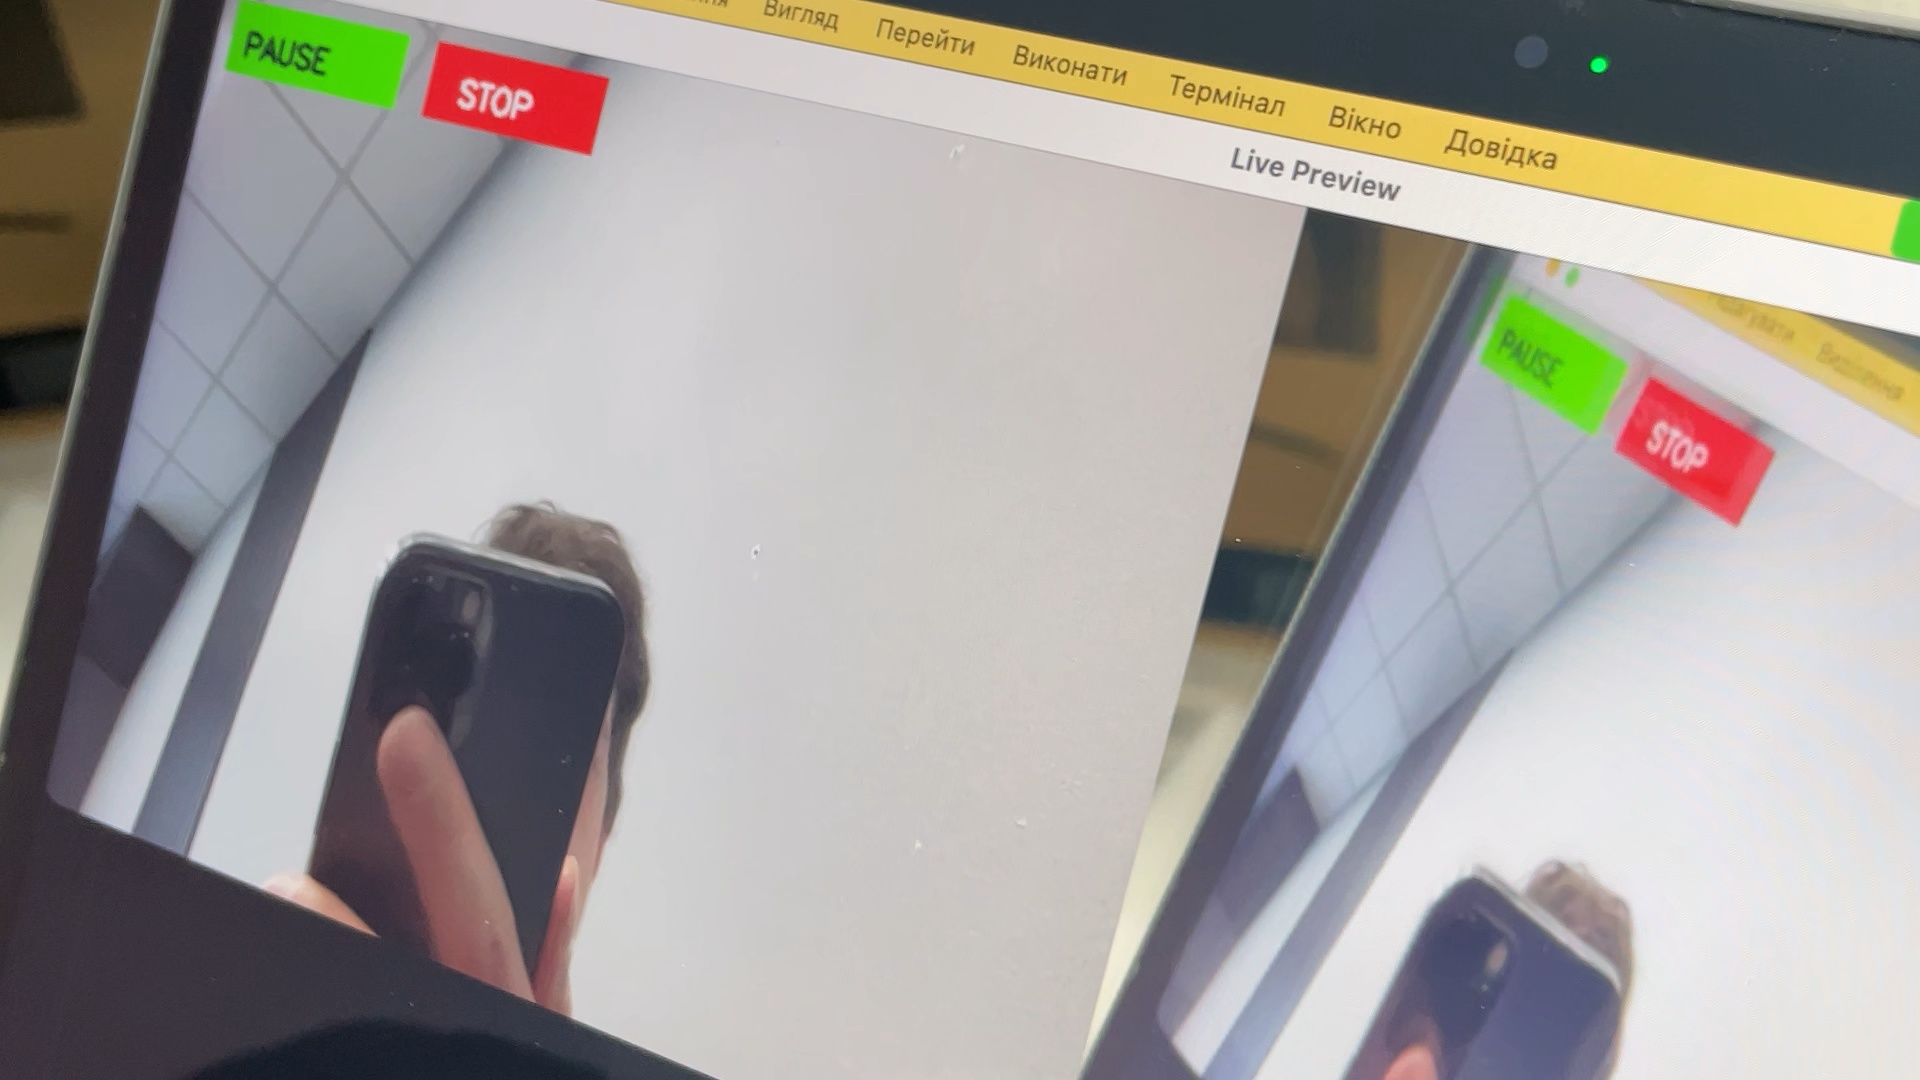 Вигляд Перейти Виконати Термінал Вікно Довідка
Live Preview
PAUSE STOP
PAUSE
STOP